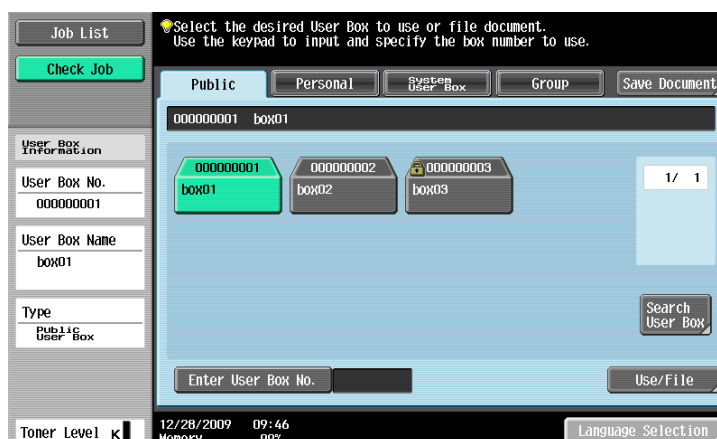 Job List
Check Job
Select the desired User Box to use or file document.
Use the keypad to input and specify the box number to use.
Public
Personal
System
User Box
Group
Save Document
000000001 box01
User Box
Information
User Box No.
000000001
User Box Name
box01
Type
Public
User Box
000000001
box01
000000002
box02
000000003
box03
1/ 1
Search
User Box
Enter User Box No.
Use/File
Toner Level K
12/28/2009 09:46
Memory
Language Selection